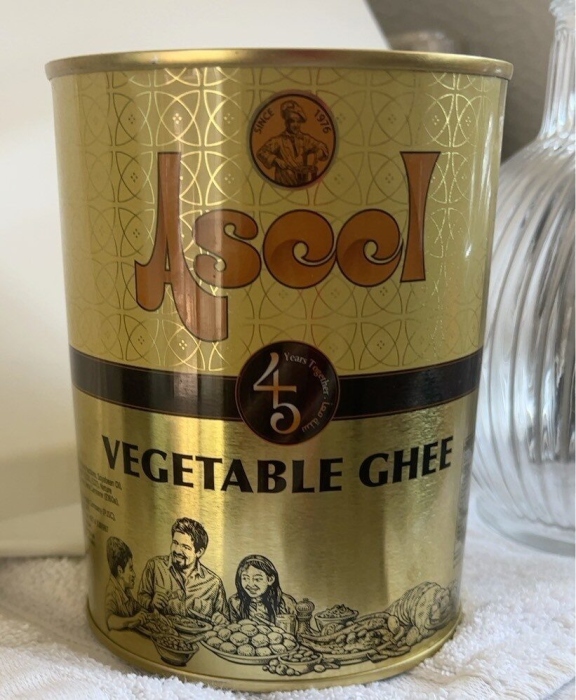 SINCE 1976
Aseel
45
Years Together
VEGETABLE GHEE